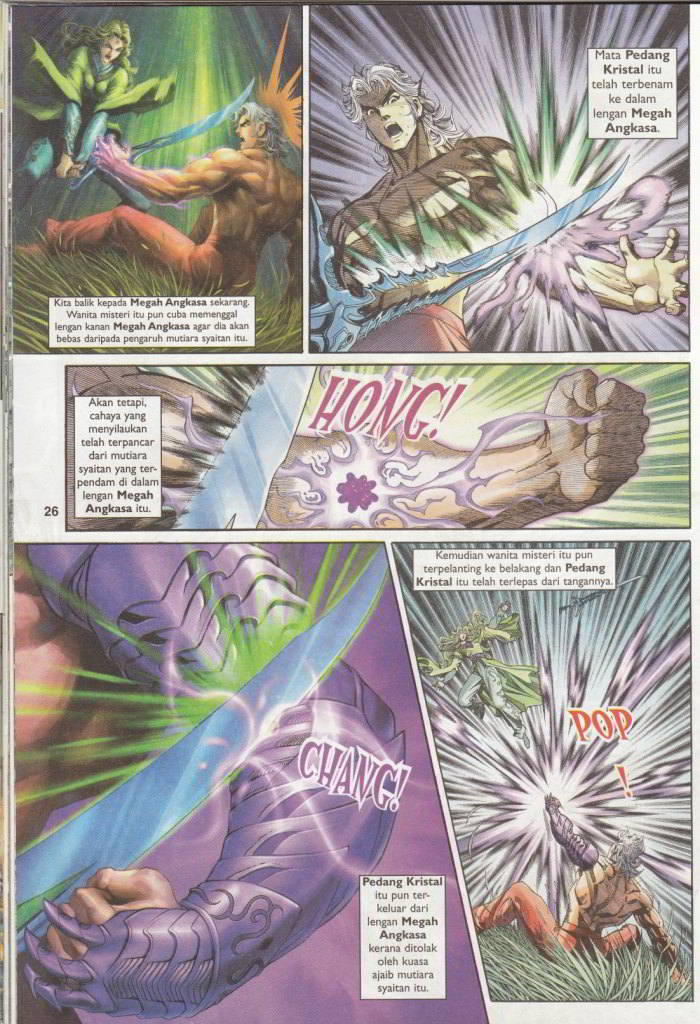 Kita balik kepada Megah Angkasa sekarang.
Wanita misteri itu pun cuba memenggal
lengan kanan Megah Angkasa agar dia akan
bebas daripada pengaruh mutiara syaitan itu.
Mata Pedang
Kristal itu
telah terbenam
ke dalam
lengan Megah
Angkasa.
Akan tetapi,
cahaya yang
menyilaukan
telah terpancar
dari mutiara
syaitan yang ter-
pendam di dalam
lengan Megah
Angkasa itu.
HONG!
26
CHANG!
Pedang Kristal
itu pun ter-
keluar dari
lengan Megah
Angkasa
kerana ditolak
oleh kuasa
ajaib mutiara
syaitan itu.
Kemudian wanita misteri itu pun
terpelanting ke belakang dan Pedang
Kristal itu telah terlepas dari tangannya.
POP
!